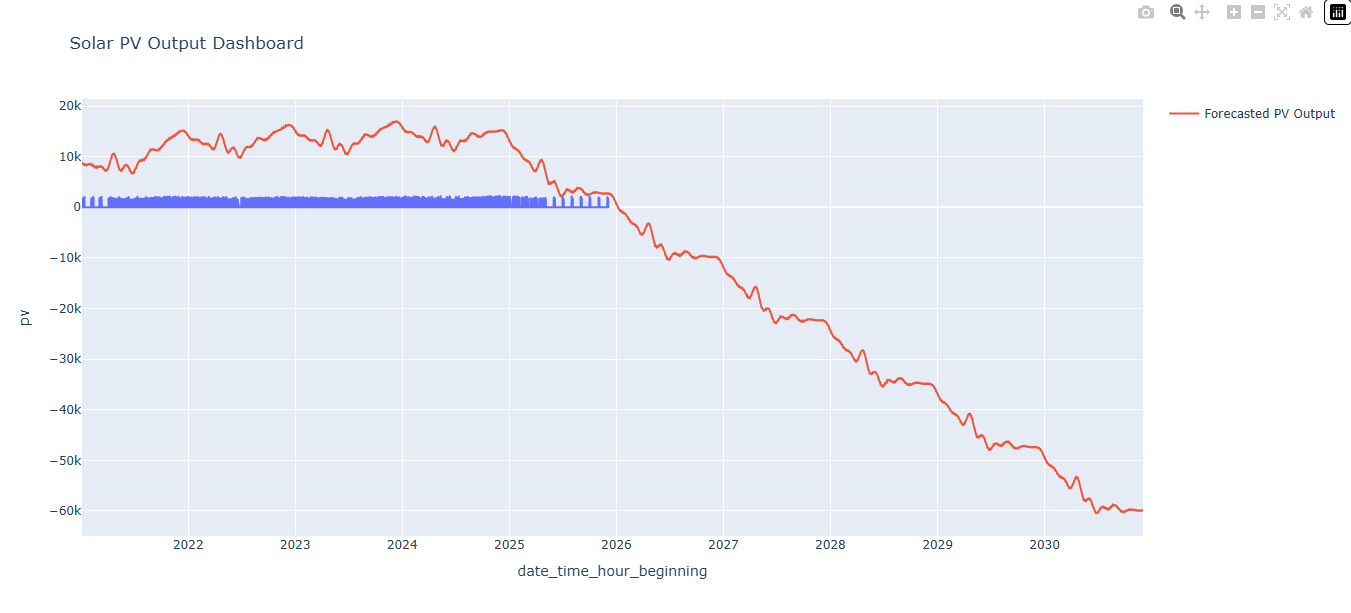 Solar PV Output Dashboard
Forecasted PV Output
20k
10k
0
−10k
−20k
−30k
−40k
−50k
−60k
pv
2022
2023
2024
2025
2026
2027
2028
2029
2030
date_time_hour_beginning